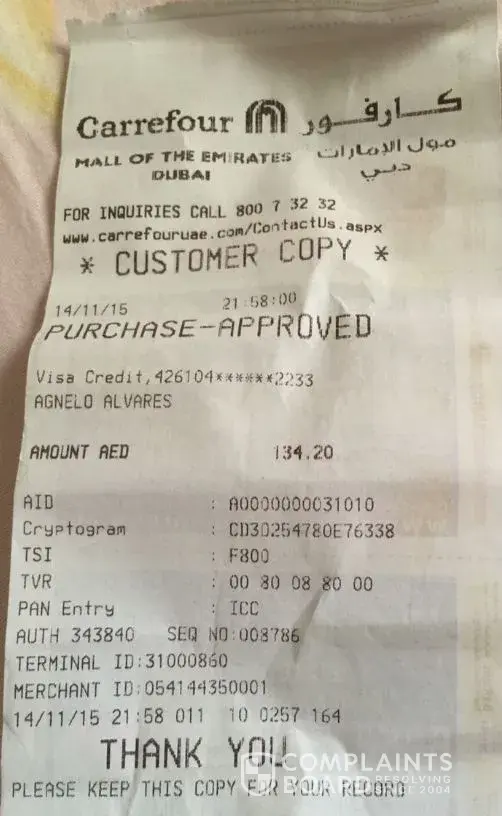 Carrefour كارفور
MALL OF THE EMIRATES مول الإمارات
DUBAI دبي
FOR INQUIRIES CALL 800 7 32 32
www.carrefouruae.com/ContactUs.aspx
* CUSTOMER COPY *
14/11/15 21:58:00
PURCHASE-APPROVED
Visa Credit,426104******2233
AGNELO ALVARES
AMOUNT AED 134.20
AID : A0000000031010
Cryptogram : CD30254780E76338
TSI : F800
TVR : 00 80 08 80 00
PAN Entry : ICC
AUTH 343840 SEQ NO:008786
TERMINAL ID:31000860
MERCHANT ID:054144350001
14/11/15 21:58 011 10 0257 164
THANK YOU
PLEASE KEEP THIS COPY FOR YOUR RECORD
COMPLAINTS
BOARD RESOLVING
SINCE 2004